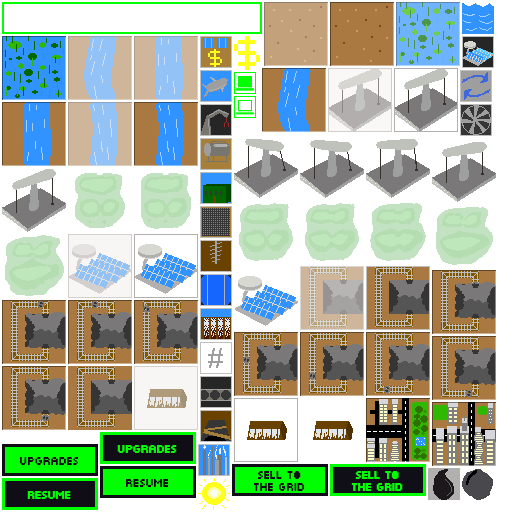 $
$
#
UPGRADES
UPGRADES
RESUME
RESUME
SELL TO
THE GRID
SELL TO
THE GRID